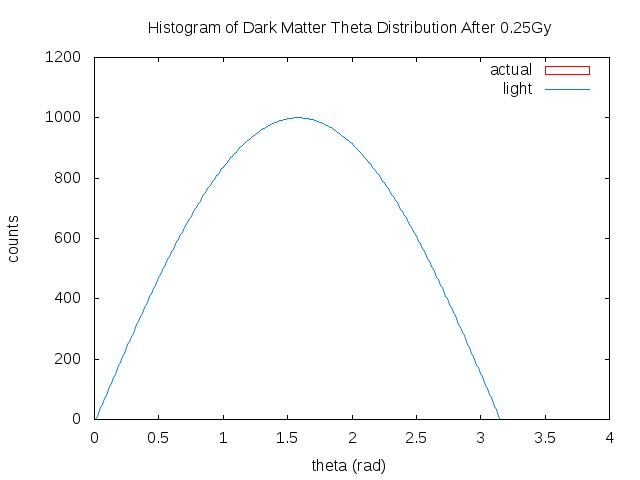 Histogram of Dark Matter Theta Distribution After 0.25Gy
1200
1000
800
600
400
200
0
counts
actual
light
0 0.5 1 1.5 2 2.5 3 3.5 4
theta (rad)